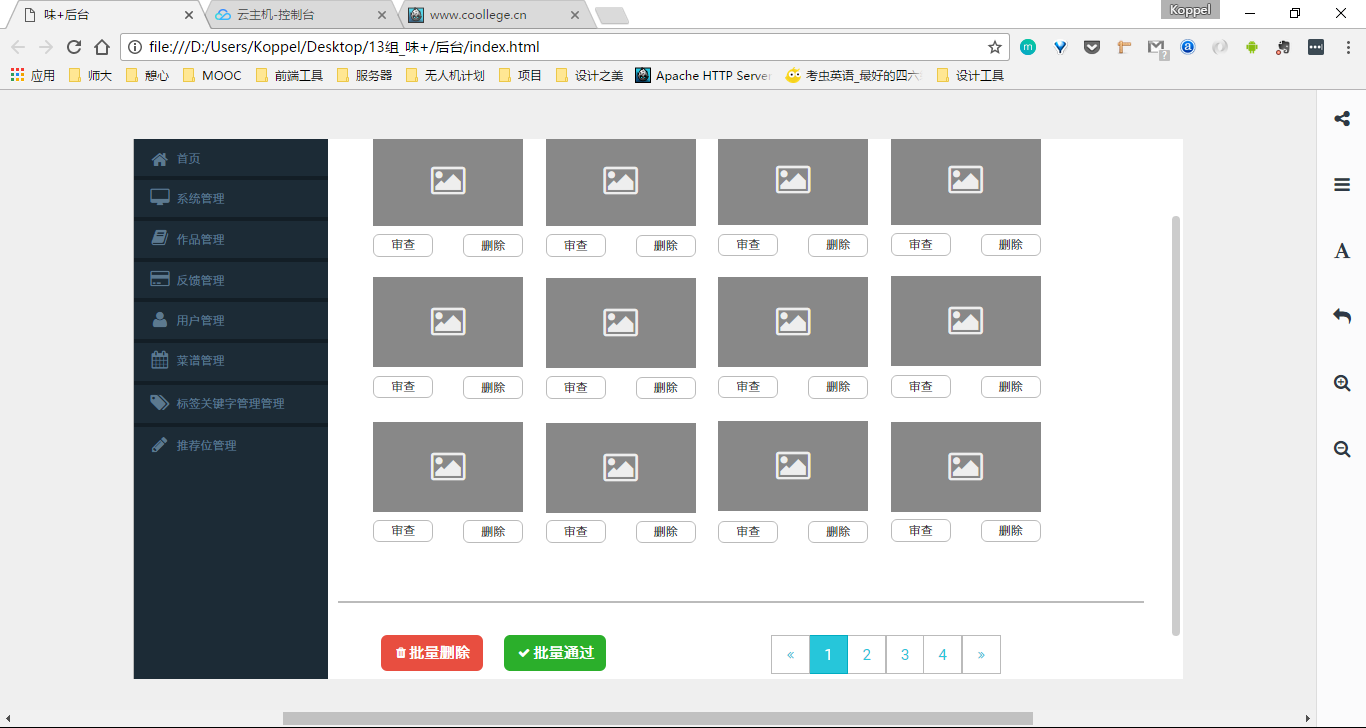 味+后台
云主机-控制台
www.coollege.cn
Koppel
file:///D:/Users/Koppel/Desktop/13组_味+/后台/index.html
应用 师大 憩心 MOOC 前端工具 服务器 无人机计划 项目 设计之美 Apache HTTP Server 考虫英语_最好的四六 设计工具
首页
系统管理
作品管理
反馈管理
用户管理
菜谱管理
标签关键字管理管理
推荐位管理
审查 删除 审查 删除 审查 删除 审查 删除
审查 删除 审查 删除 审查 删除 审查 删除
审查 删除 审查 删除 审查 删除 审查 删除
批量删除 批量通过 « 1 2 3 4 »